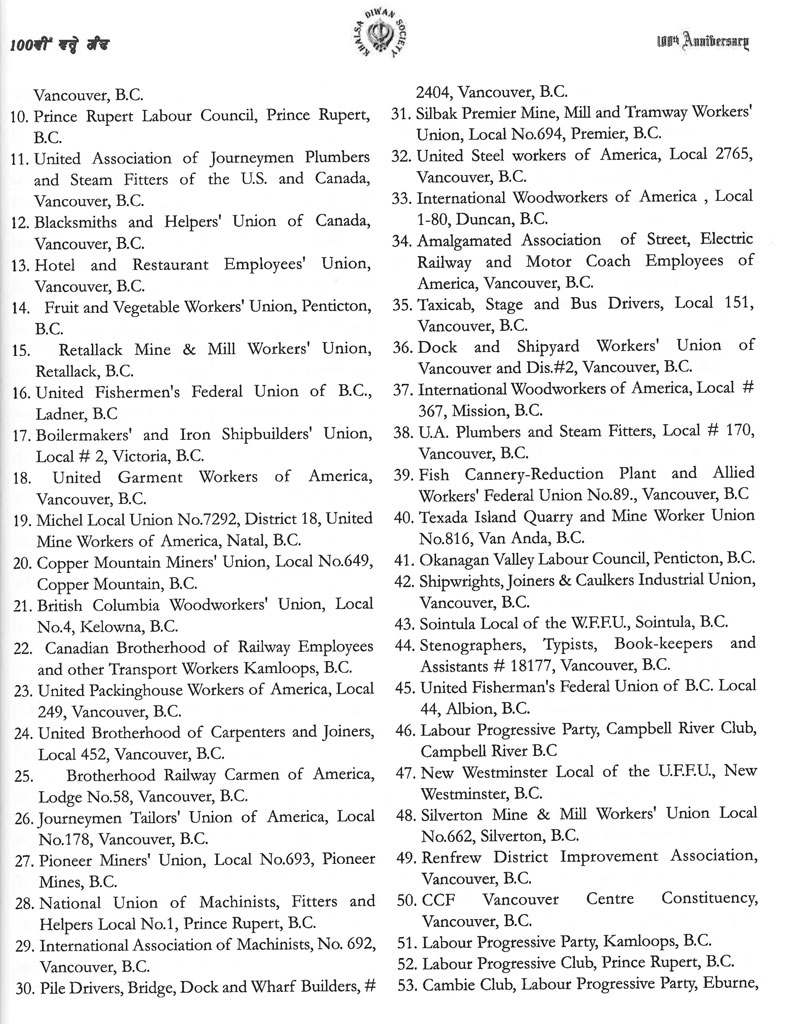 100ਵੀਂ ਵਰ੍ਹੇ ਗੰਢ
KHALSA DIWAN SOCIETY
100th Anniversary
Vancouver, B.C.
10. Prince Rupert Labour Council, Prince Rupert,
B.C.
11. United Association of Journeymen Plumbers
and Steam Fitters of the U.S. and Canada,
Vancouver, B.C.
12. Blacksmiths and Helpers' Union of Canada,
Vancouver, B.C.
13. Hotel and Restaurant Employees' Union,
Vancouver, B.C.
14. Fruit and Vegetable Workers' Union, Penticton,
B.C.
15. Retallack Mine & Mill Workers' Union,
Retallack, B.C.
16. United Fishermen's Federal Union of B.C.,
Ladner, B.C
17. Boilermakers' and Iron Shipbuilders' Union,
Local # 2, Victoria, B.C.
18. United Garment Workers of America,
Vancouver, B.C.
19. Michel Local Union No.7292, District 18, United
Mine Workers of America, Natal, B.C.
20. Copper Mountain Miners' Union, Local No.649,
Copper Mountain, B.C.
21. British Columbia Woodworkers' Union, Local
No.4, Kelowna, B.C.
22. Canadian Brotherhood of Railway Employees
and other Transport Workers Kamloops, B.C.
23. United Packinghouse Workers of America, Local
249, Vancouver, B.C.
24. United Brotherhood of Carpenters and Joiners,
Local 452, Vancouver, B.C.
25. Brotherhood Railway Carmen of America,
Lodge No.58, Vancouver, B.C.
26. Journeymen Tailors' Union of America, Local
No.178, Vancouver, B.C.
27. Pioneer Miners' Union, Local No.693, Pioneer
Mines, B.C.
28. National Union of Machinists, Fitters and
Helpers Local No.1, Prince Rupert, B.C.
29. International Association of Machinists, No. 692,
Vancouver, B.C.
30. Pile Drivers, Bridge, Dock and Wharf Builders, #
2404, Vancouver, B.C.
31. Silbak Premier Mine, Mill and Tramway Workers'
Union, Local No.694, Premier, B.C.
32. United Steel workers of America, Local 2765,
Vancouver, B.C.
33. International Woodworkers of America , Local
1-80, Duncan, B.C.
34. Amalgamated Association of Street, Electric
Railway and Motor Coach Employees of
America, Vancouver, B.C.
35. Taxicab, Stage and Bus Drivers, Local 151,
Vancouver, B.C.
36. Dock and Shipyard Workers' Union of
Vancouver and Dis.#2, Vancouver, B.C.
37. International Woodworkers of America, Local #
367, Mission, B.C.
38. U.A. Plumbers and Steam Fitters, Local # 170,
Vancouver, B.C.
39. Fish Cannery-Reduction Plant and Allied
Workers' Federal Union No.89., Vancouver, B.C
40. Texada Island Quarry and Mine Worker Union
No.816, Van Anda, B.C.
41. Okanagan Valley Labour Council, Penticton, B.C.
42. Shipwrights, Joiners & Caulkers Industrial Union,
Vancouver, B.C.
43. Sointula Local of the W.F.F.U., Sointula, B.C.
44. Stenographers, Typists, Book-keepers and
Assistants # 18177, Vancouver, B.C.
45. United Fisherman's Federal Union of B.C. Local
44, Albion, B.C.
46. Labour Progressive Party, Campbell River Club,
Campbell River B.C
47. New Westminster Local of the U.F.F.U., New
Westminster, B.C.
48. Silverton Mine & Mill Workers' Union Local
No.662, Silverton, B.C.
49. Renfrew District Improvement Association,
Vancouver, B.C.
50. CCF Vancouver Centre Constituency,
Vancouver, B.C.
51. Labour Progressive Party, Kamloops, B.C.
52. Labour Progressive Club, Prince Rupert, B.C.
53. Cambie Club, Labour Progressive Party, Eburne,